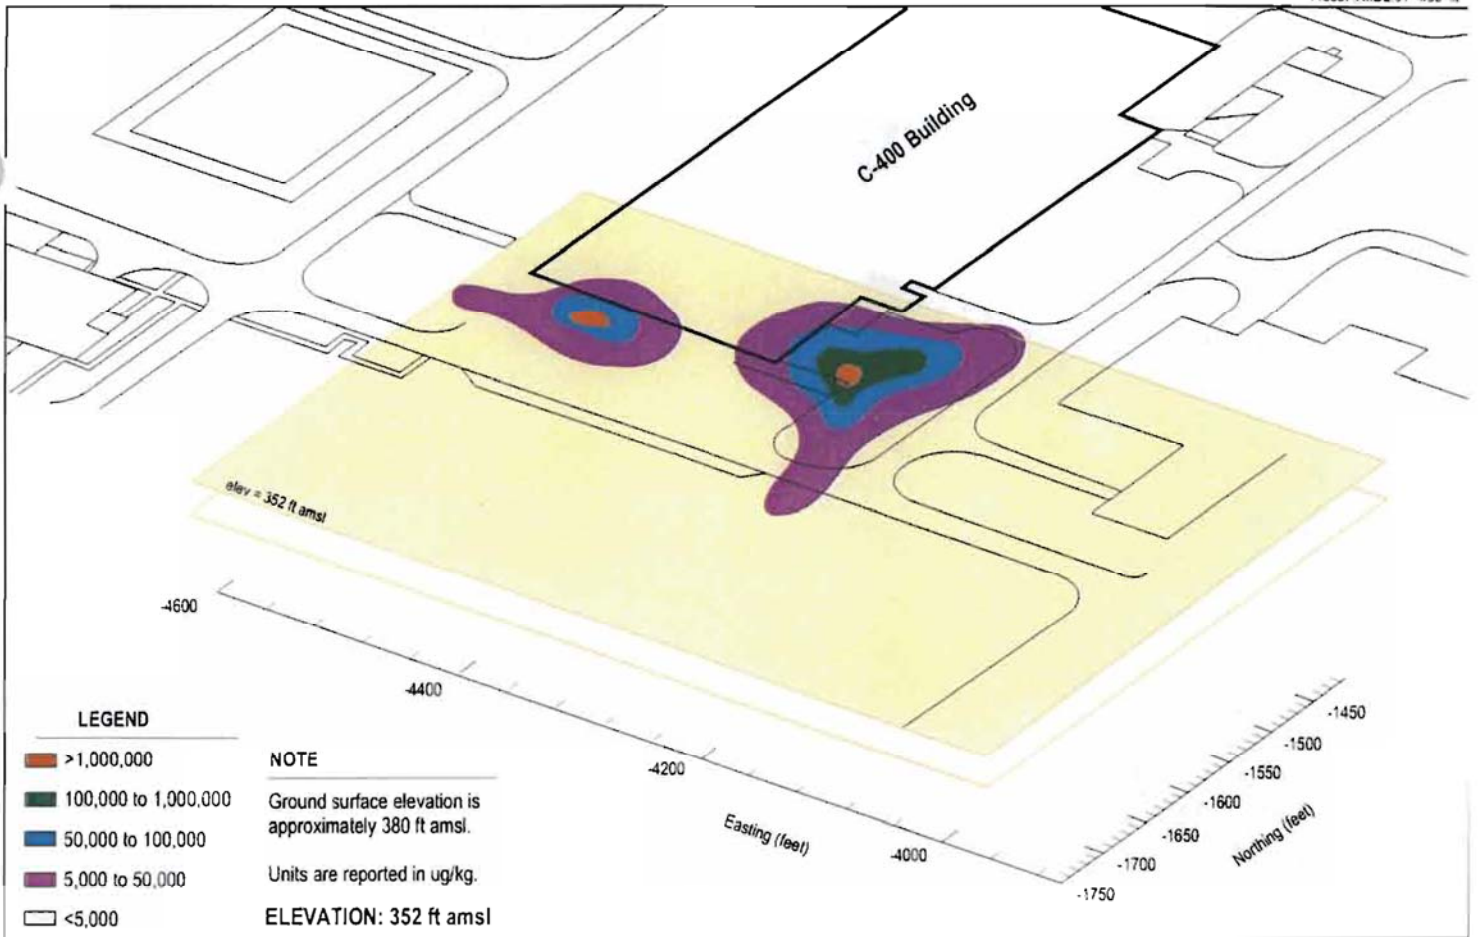 C-400 Building
elev = 352 ft amsl
-4600
-4400
-4200
-4000
Easting (feet)
-1450
-1500
-1550
-1600
-1650
-1700
-1750
Northing (feet)
LEGEND
>1,000,000
100,000 to 1,000,000
50,000 to 100,000
5,000 to 50,000
<5,000
NOTE
Ground surface elevation is
approximately 380 ft amsl.
Units are reported in ug/kg.
ELEVATION: 352 ft amsl